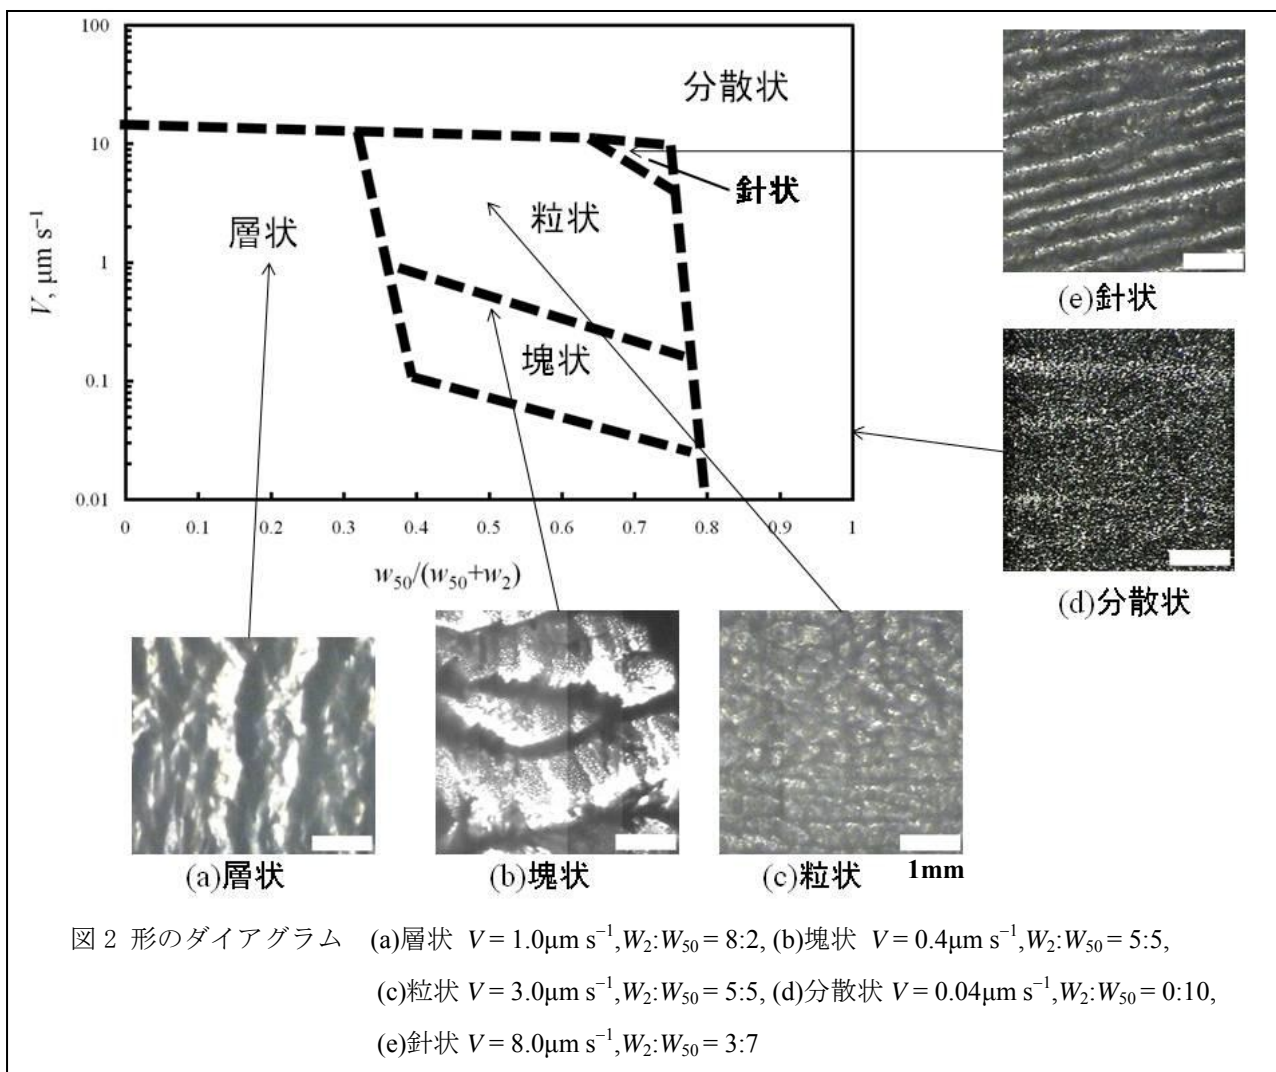 100
10
1
0.1
0.01
V, μm s⁻¹
分散状
針状
粒状
層状
塊状
0 0.1 0.2 0.3 0.4 0.5 0.6 0.7 0.8 0.9 1
w₅₀/(w₅₀+w₂)
(e)針状
(d)分散状
(a)層状
(b)塊状
(c)粒状
1mm
図 2 形のダイアグラム (a)層状 V = 1.0μm s⁻¹,W₂:W₅₀ = 8:2, (b)塊状 V = 0.4μm s⁻¹,W₂:W₅₀ = 5:5,
(c)粒状 V = 3.0μm s⁻¹,W₂:W₅₀ = 5:5, (d)分散状 V = 0.04μm s⁻¹,W₂:W₅₀ = 0:10,
(e)針状 V = 8.0μm s⁻¹,W₂:W₅₀ = 3:7